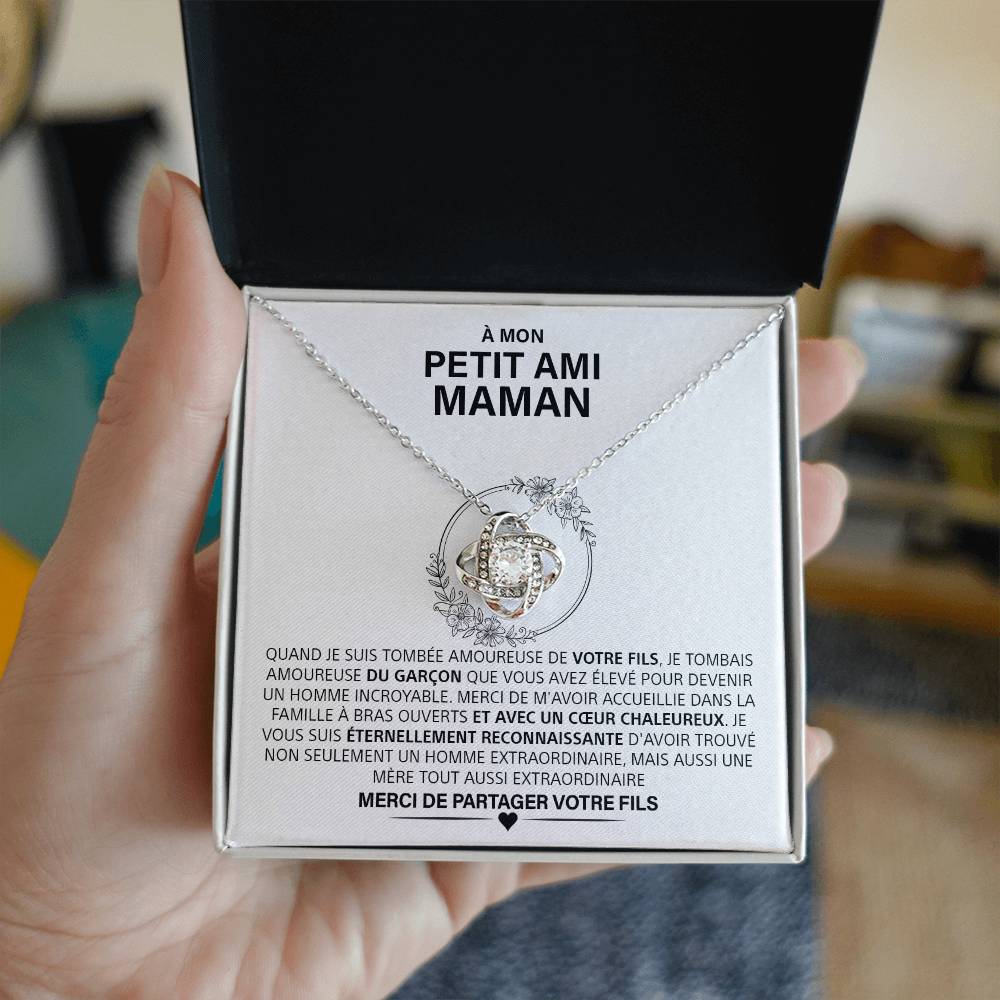 À MON
PETIT AMI
MAMAN
QUAND JE SUIS TOMBÉE AMOUREUSE DE VOTRE FILS, JE TOMBAIS
AMOUREUSE DU GARÇON QUE VOUS AVEZ ÉLEVÉ POUR DEVENIR
UN HOMME INCROYABLE. MERCI DE M'AVOIR ACCUEILLIE DANS LA
FAMILLE À BRAS OUVERTS ET AVEC UN CŒUR CHALEUREUX. JE
VOUS SUIS ÉTERNELLEMENT RECONNAISSANTE D'AVOIR TROUVÉ
NON SEULEMENT UN HOMME EXTRAORDINAIRE, MAIS AUSSI UNE
MÈRE TOUT AUSSI EXTRAORDINAIRE
MERCI DE PARTAGER VOTRE FILS